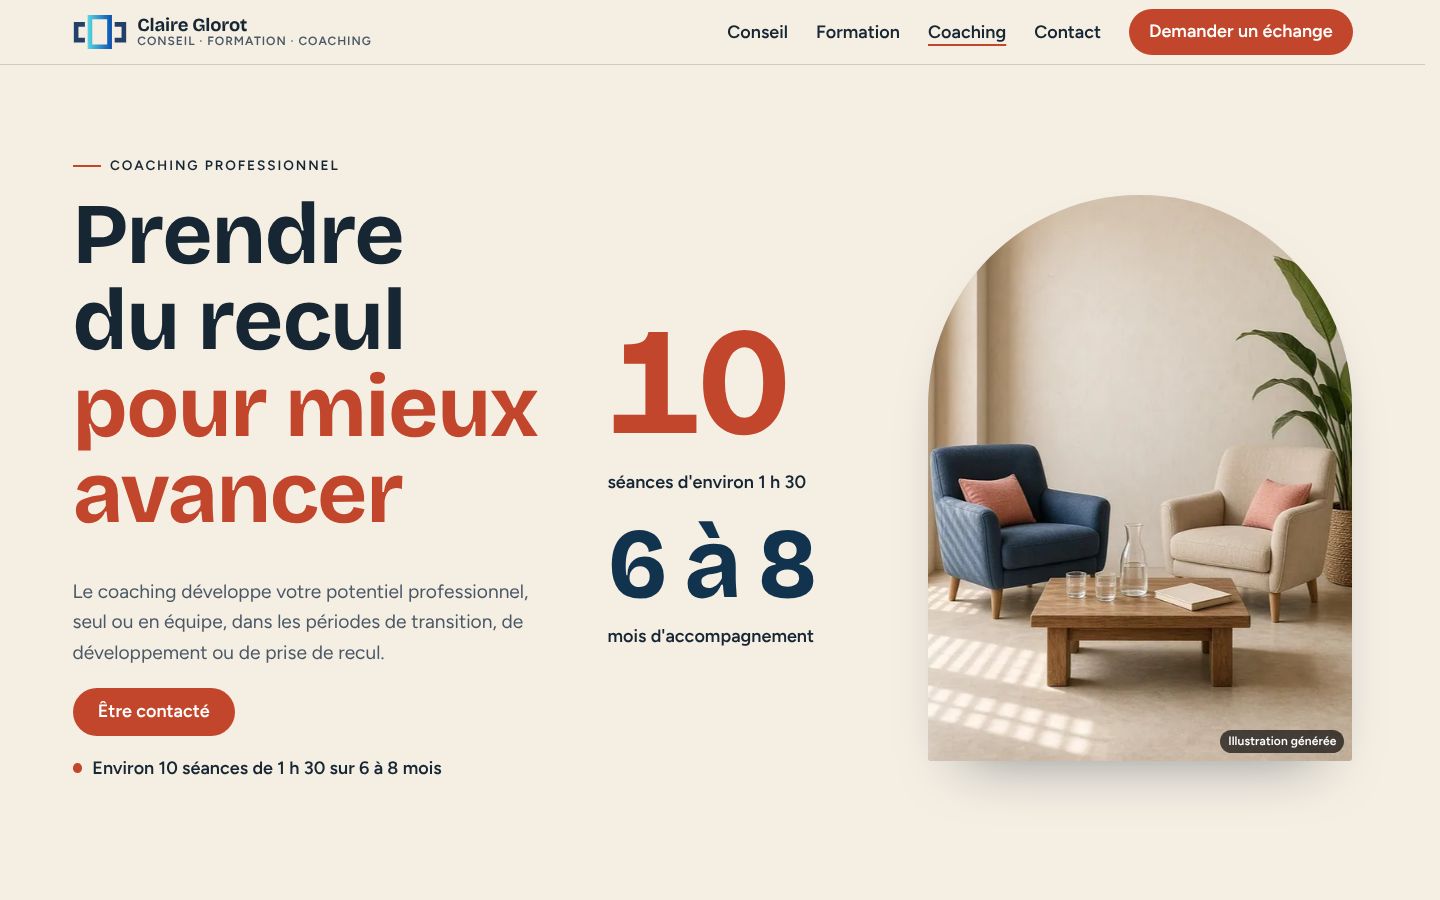 Claire Glorot
CONSEIL · FORMATION · COACHING
Conseil
Formation
Coaching
Contact
Demander un échange
COACHING PROFESSIONNEL
Prendre
du recul
pour mieux
avancer
Le coaching développe votre potentiel professionnel,
seul ou en équipe, dans les périodes de transition, de
développement ou de prise de recul.
Être contacté
Environ 10 séances de 1 h 30 sur 6 à 8 mois
10
séances d'environ 1 h 30
6 à 8
mois d'accompagnement
Illustration générée